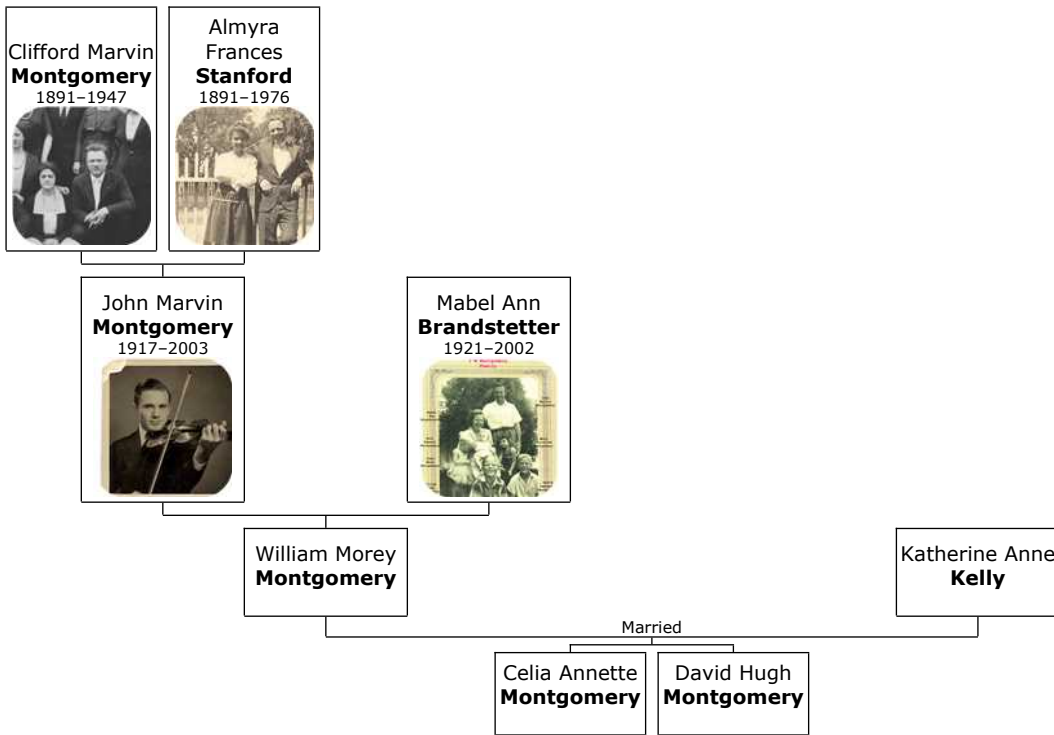 Clifford Marvin
Montgomery
1891–1947
Almyra
Frances
Stanford
1891–1976
John Marvin
Montgomery
1917–2003
Mabel Ann
Brandstetter
1921–2002
William Morey
Montgomery
Katherine Anne
Kelly
Married
Celia Annette
Montgomery
David Hugh
Montgomery